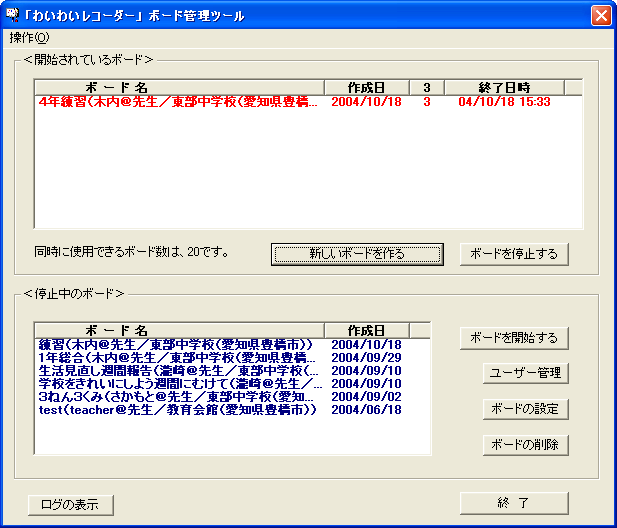 「わいわいレコーダー」ボード管理ツール
操作(O)
＜開始されているボード＞
ボード名 作成日 3 終了日時
4年練習(木内@先生／東部中学校(愛知県豊橋... 2004/10/18 3 04/10/18 15:33
同時に使用できるボード数は、20です。 新しいボードを作る ボードを停止する
＜停止中のボード＞
ボード名 作成日
練習(木内@先生／東部中学校(愛知県豊橋市)) 2004/10/18
1年総合(木内@先生／東部中学校(愛知県豊橋... 2004/09/29
生活見直し週間報告(瀧崎@先生／東部中学校(... 2004/09/10
学校をきれいにしよう週間にむけて(瀧崎@先生／... 2004/09/10
3ねん3くみ(さかもと@先生／東部中学校(愛知... 2004/09/02
test(teacher@先生／教育会館(愛知県豊橋市)) 2004/06/18
ボードを開始する
ユーザー管理
ボードの設定
ボードの削除
ログの表示 終 了